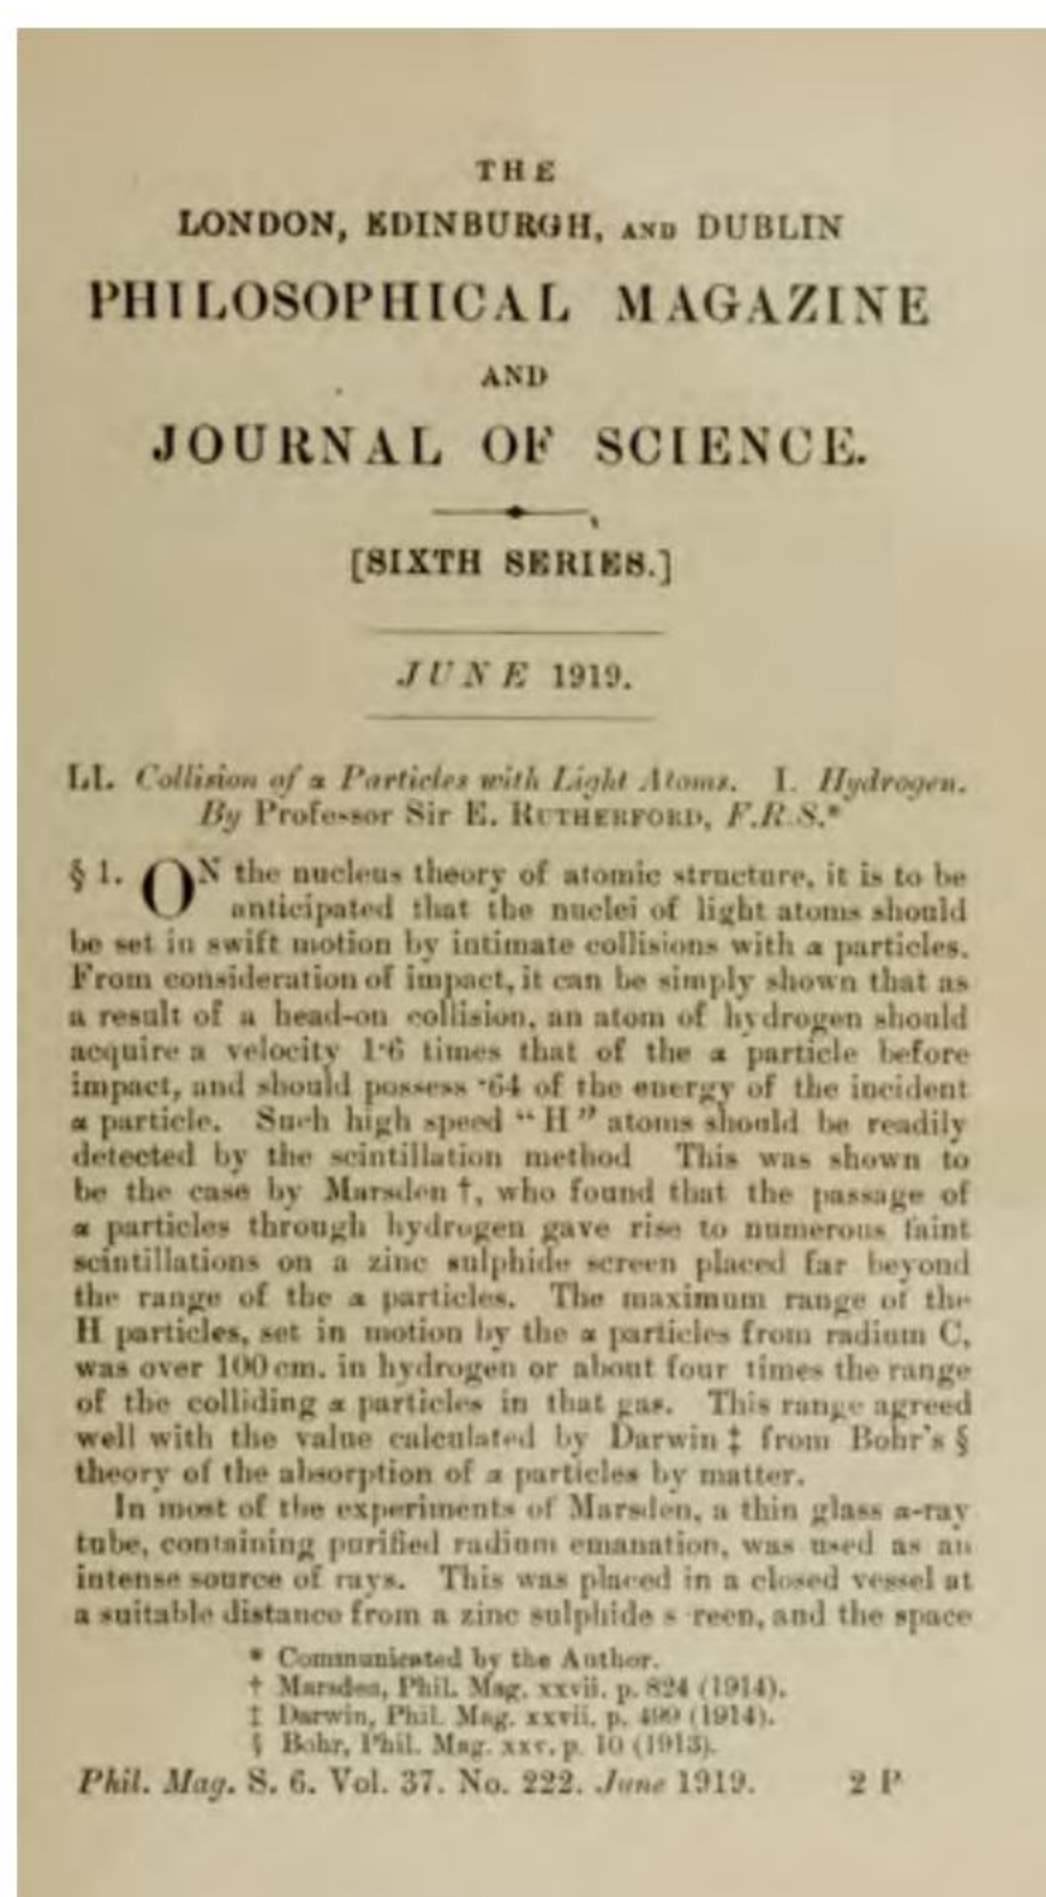 THE
LONDON, EDINBURGH, AND DUBLIN
PHILOSOPHICAL MAGAZINE
AND
JOURNAL OF SCIENCE.
[SIXTH SERIES.]
JUNE 1919.
LI. Collision of α Particles with Light Atoms. I. Hydrogen.
By Professor Sir E. RUTHERFORD, F.R.S.*
§ 1. ON the nucleus theory of atomic structure, it is to be
anticipated that the nuclei of light atoms should
be set in swift motion by intimate collisions with α particles.
From consideration of impact, it can be simply shown that as
a result of a head-on collision, an atom of hydrogen should
acquire a velocity 1·6 times that of the α particle before
impact, and should possess ·64 of the energy of the incident
α particle. Such high speed “H” atoms should be readily
detected by the scintillation method This was shown to
be the case by Marsden †, who found that the passage of
α particles through hydrogen gave rise to numerous faint
scintillations on a zinc sulphide screen placed far beyond
the range of the α particles. The maximum range of the
H particles, set in motion by the α particles from radium C,
was over 100 cm. in hydrogen or about four times the range
of the colliding α particles in that gas. This range agreed
well with the value calculated by Darwin ‡ from Bohr's §
theory of the absorption of α particles by matter.
In most of the experiments of Marsden, a thin glass α-ray
tube, containing purified radium emanation, was used as an
intense source of rays. This was placed in a closed vessel at
a suitable distance from a zinc sulphide s reen, and the space
* Communicated by the Author.
† Marsden, Phil. Mag. xxvii. p. 824 (1914).
‡ Darwin, Phil. Mag. xxvii. p. 499 (1914).
§ Bohr, Phil. Mag. xxv. p. 10 (1913).
Phil. Mag. S. 6. Vol. 37. No. 222. June 1919. 2 P